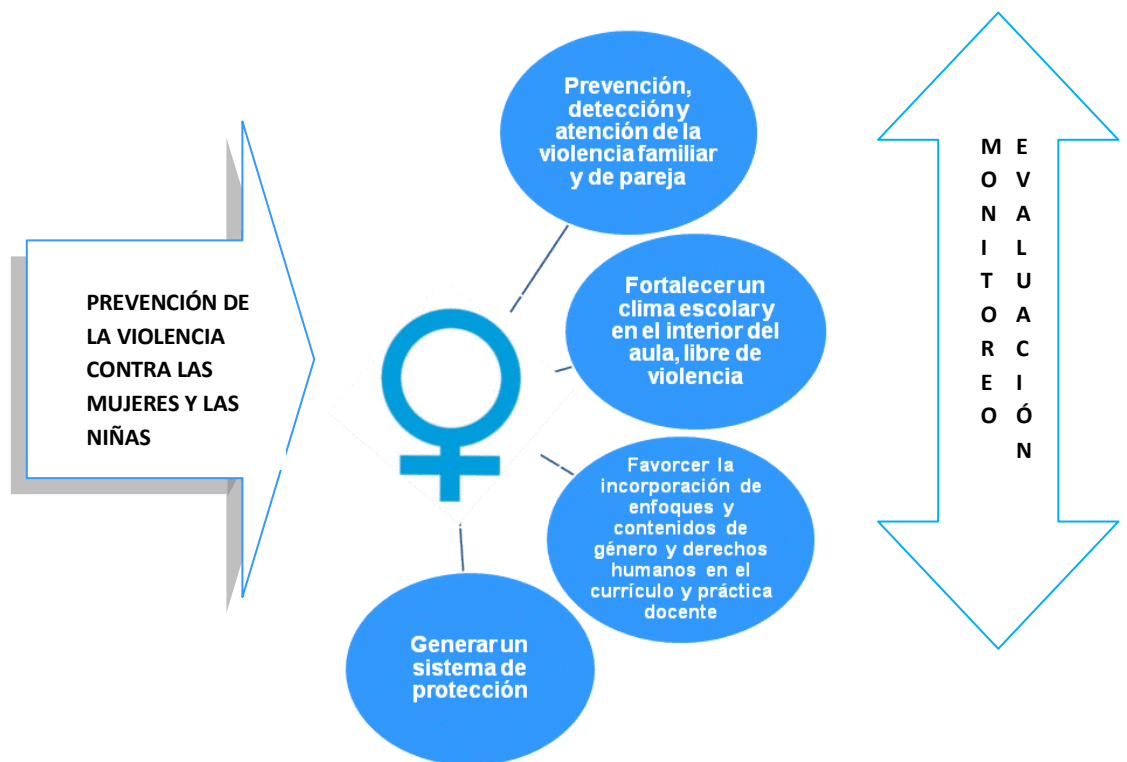 PREVENCIÓN DE
LA VIOLENCIA
CONTRA LAS
MUJERES Y LAS
NIÑAS
Prevención,
detección y
atención de la
violencia familiar
y de pareja
Fortalecer un
clima escolar y
en el interior del
aula, libre de
violencia
Favorcer la
incorporación de
enfoques y
contenidos de
género y derechos
humanos en el
currículo y práctica
docente
Generar un
sistema de
protección
MONITOREO
EVALUACIÓN